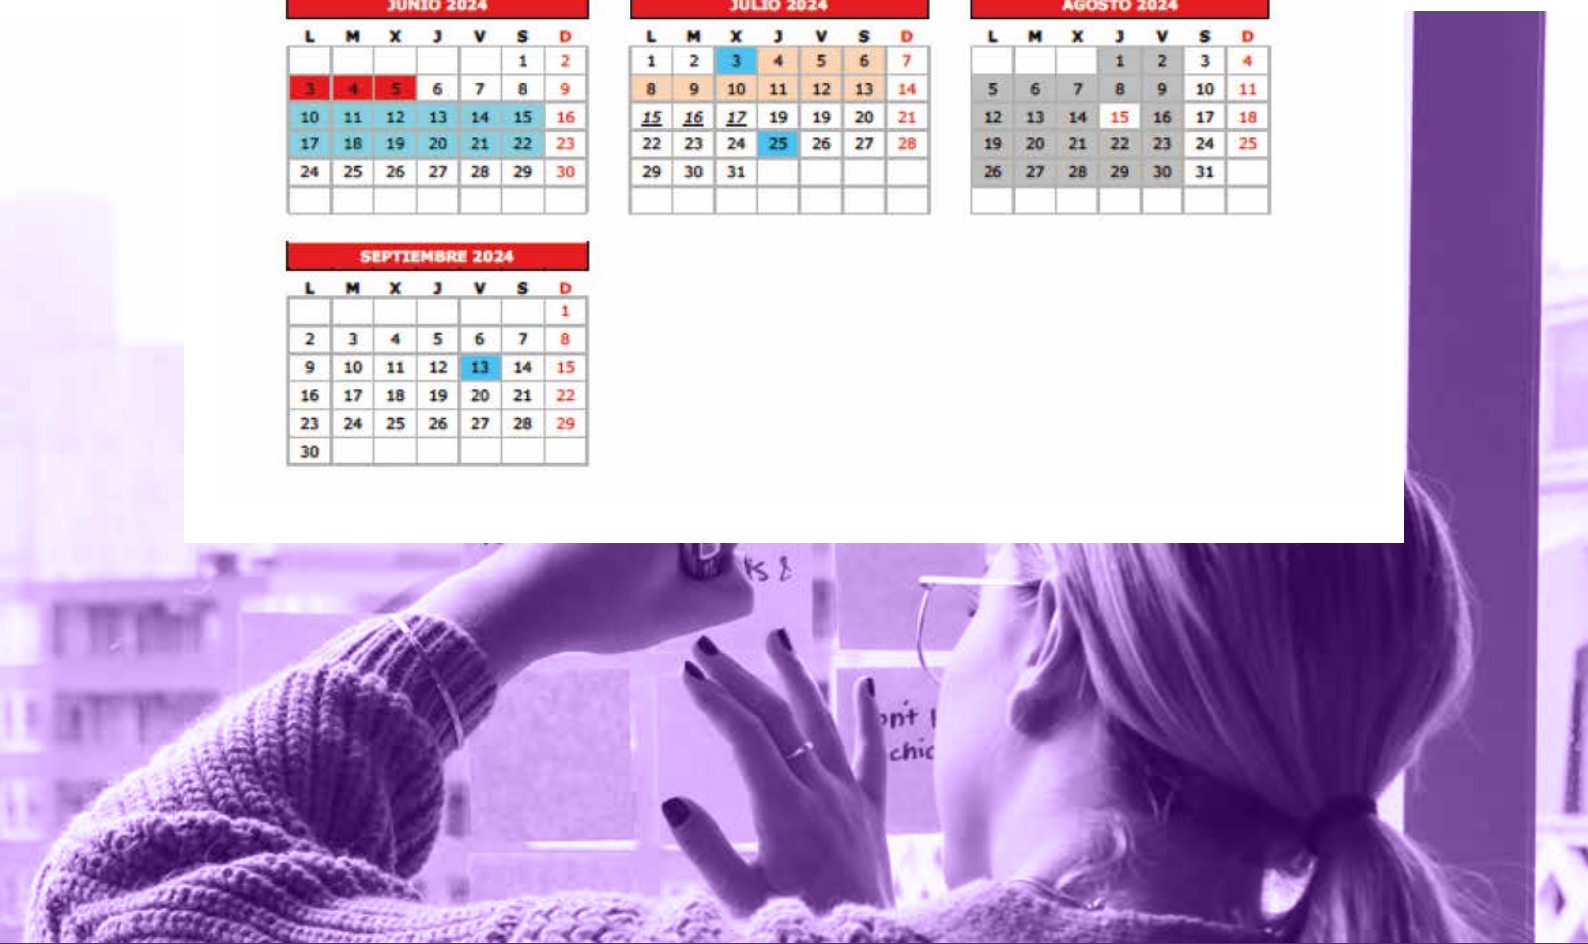 JUNIO 2024
L M X J V S D
1 2
3 4 5 6 7 8 9
10 11 12 13 14 15 16
17 18 19 20 21 22 23
24 25 26 27 28 29 30
JULIO 2024
L M X J V S D
1 2 3 4 5 6 7
8 9 10 11 12 13 14
15 16 17 19 19 20 21
22 23 24 25 26 27 28
29 30 31
AGOSTO 2024
L M X J V S D
1 2 3 4
5 6 7 8 9 10 11
12 13 14 15 16 17 18
19 20 21 22 23 24 25
26 27 28 29 30 31
SEPTIEMBRE 2024
L M X J V S D
1
2 3 4 5 6 7 8
9 10 11 12 13 14 15
16 17 18 19 20 21 22
23 24 25 26 27 28 29
30